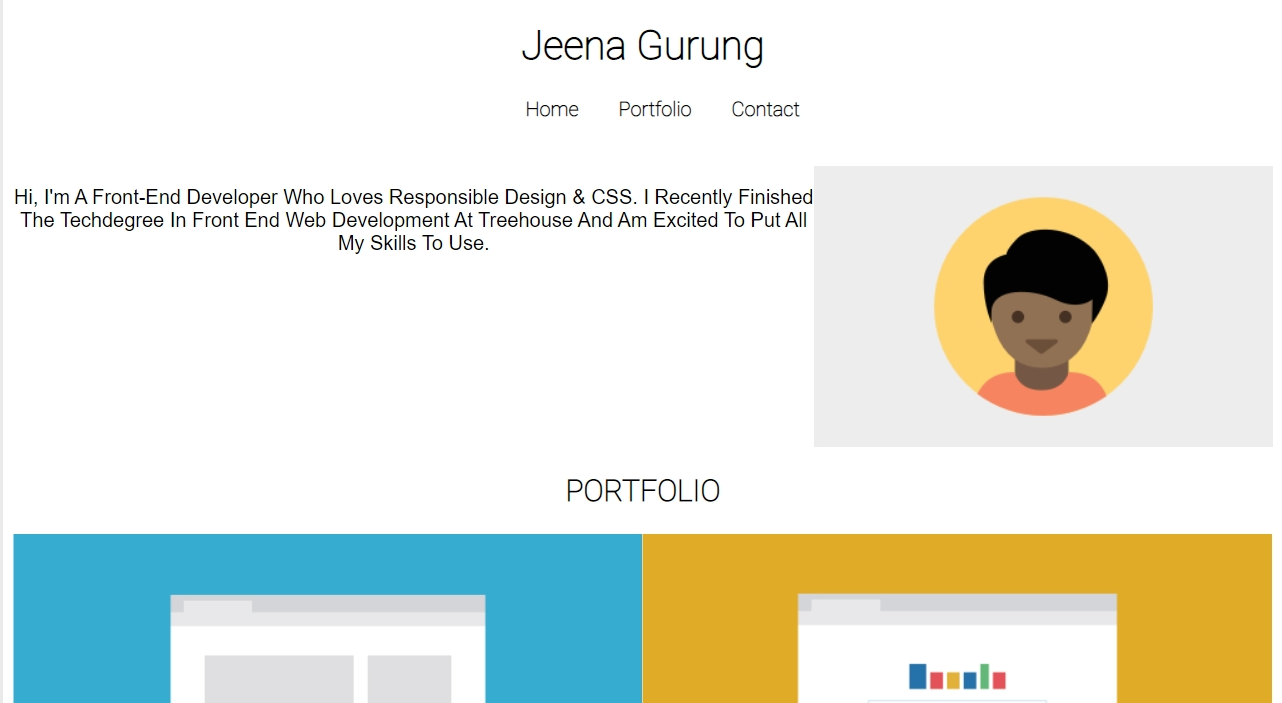 Jeena Gurung
Home Portfolio Contact
Hi, I'm A Front-End Developer Who Loves Responsible Design & CSS. I Recently Finished
The Techdegree In Front End Web Development At Treehouse And Am Excited To Put All
My Skills To Use.
PORTFOLIO